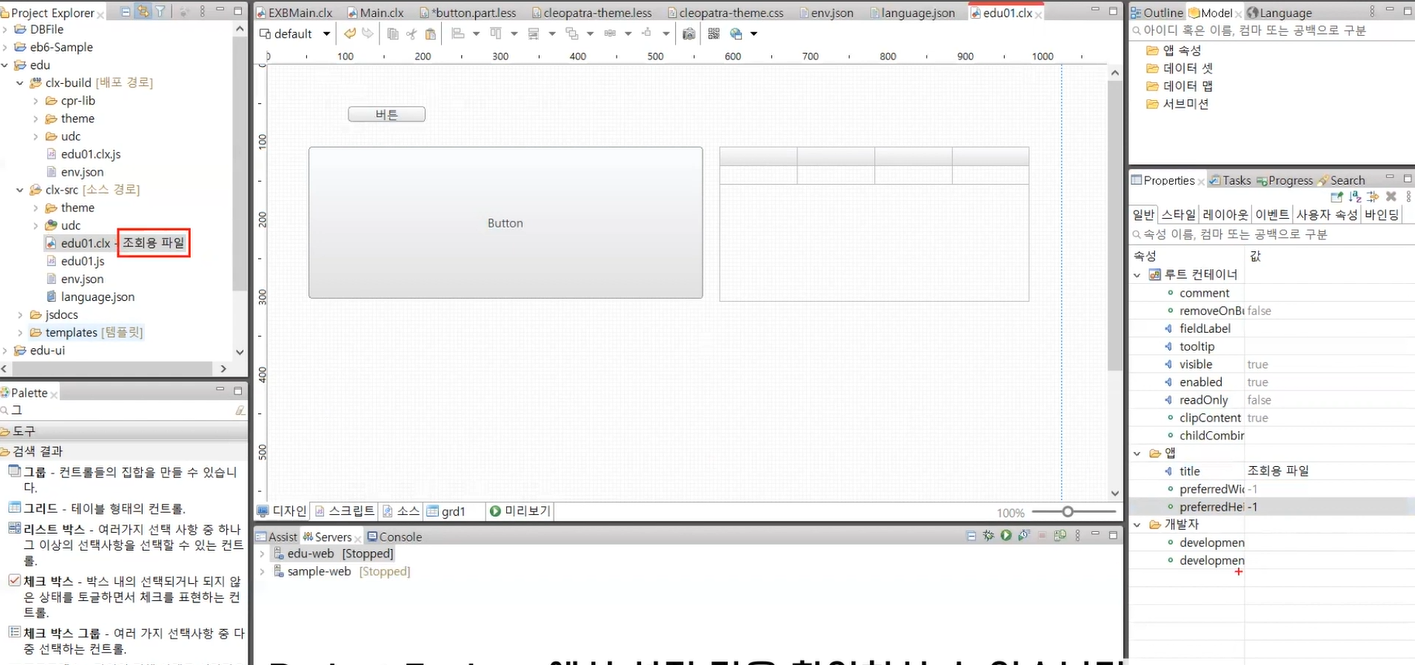 Project Explorer
DBFile
eb6-Sample
edu
clx-build [배포 경로]
cpr-lib
theme
udc
edu01.clx.js
env.json
clx-src [소스 경로]
theme
udc
edu01.clx - 조회용 파일
edu01.js
env.json
language.json
jsdocs
templates [템플릿]
edu-ui
Palette
그
도구
검색 결과
그룹 - 컨트롤들의 집합을 만들 수 있습니
다.
그리드 - 테이블 형태의 컨트롤.
리스트 박스 - 여러가지 선택 사항 중 하나
그 이상의 선택사항을 선택할 수 있는 컨트
롤.
체크 박스 - 박스 내의 선택되거나 되지 않
은 상태를 토글하면서 체크를 표현하는 컨
트롤.
체크 박스 그룹 - 여러 가지 선택사항 중 다
중 선택하는 컨트롤.
EXBMain.clx Main.clx *button.part.less cleopatra-theme.less cleopatra-theme.css env.json language.json edu01.clx
default
0 100 200 300 400 500 600 700 800 900 1000
100
200
300
400
500
버튼
Button
디자인 스크립트 소스 grd1 미리보기
100%
Assist Servers Console
edu-web [Stopped]
sample-web [Stopped]
Outline Model Language
아이디 혹은 이름, 컴마 또는 공백으로 구분
앱 속성
데이터 셋
데이터 맵
서브미션
Properties Tasks Progress Search
일반 스타일 레이아웃 이벤트 사용자 속성 바인딩
속성 이름, 컴마 또는 공백으로 구분
속성 값
루트 컨테이너
comment
removeOnBu false
fieldLabel
tooltip
visible true
enabled true
readOnly false
clipContent true
childCombin
앱
title 조회용 파일
preferredWi -1
preferredHei -1
개발자
developmen
developmen